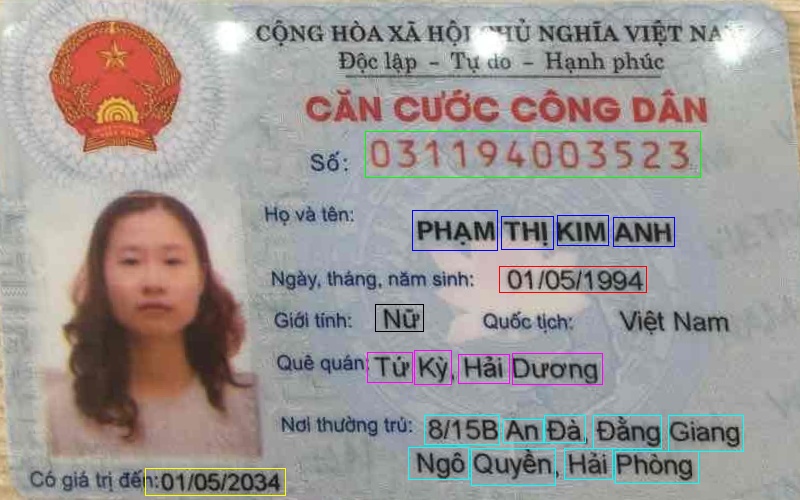 CỘNG HÒA XÃ HỘI CHỦ NGHĨA VIỆT NAM
Độc lập - Tự do - Hạnh phúc
CĂN CƯỚC CÔNG DÂN
Số: 031194003523
Họ và tên:
PHẠM THỊ KIM ANH
Ngày, tháng, năm sinh: 01/05/1994
Giới tính: Nữ Quốc tịch: Việt Nam
Quê quán: Tứ Kỳ, Hải Dương
Nơi thường trú: 8/15B An Đà, Đằng Giang
Ngô Quyền, Hải Phòng
Có giá trị đến: 01/05/2034